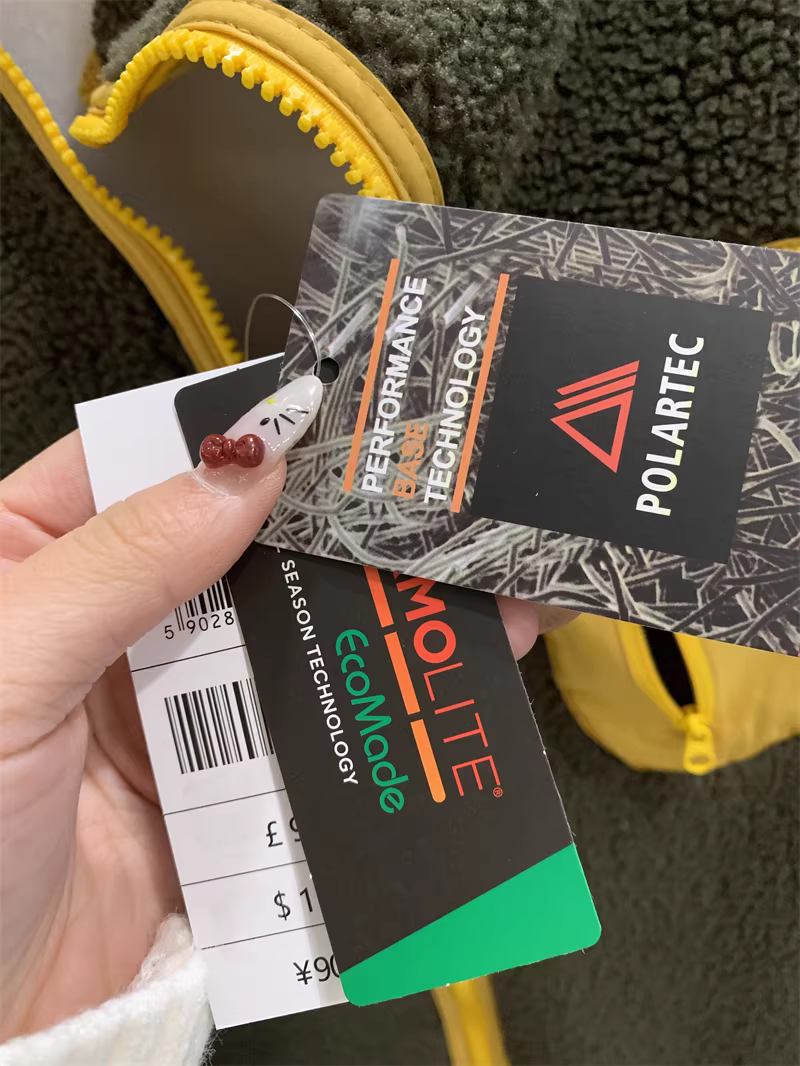 PERFORMANCE
BASE
TECHNOLOGY
POLARTEC
MOLITE®
EcoMade
SEASON TECHNOLOGY
5 9028
£
$ 1
¥90